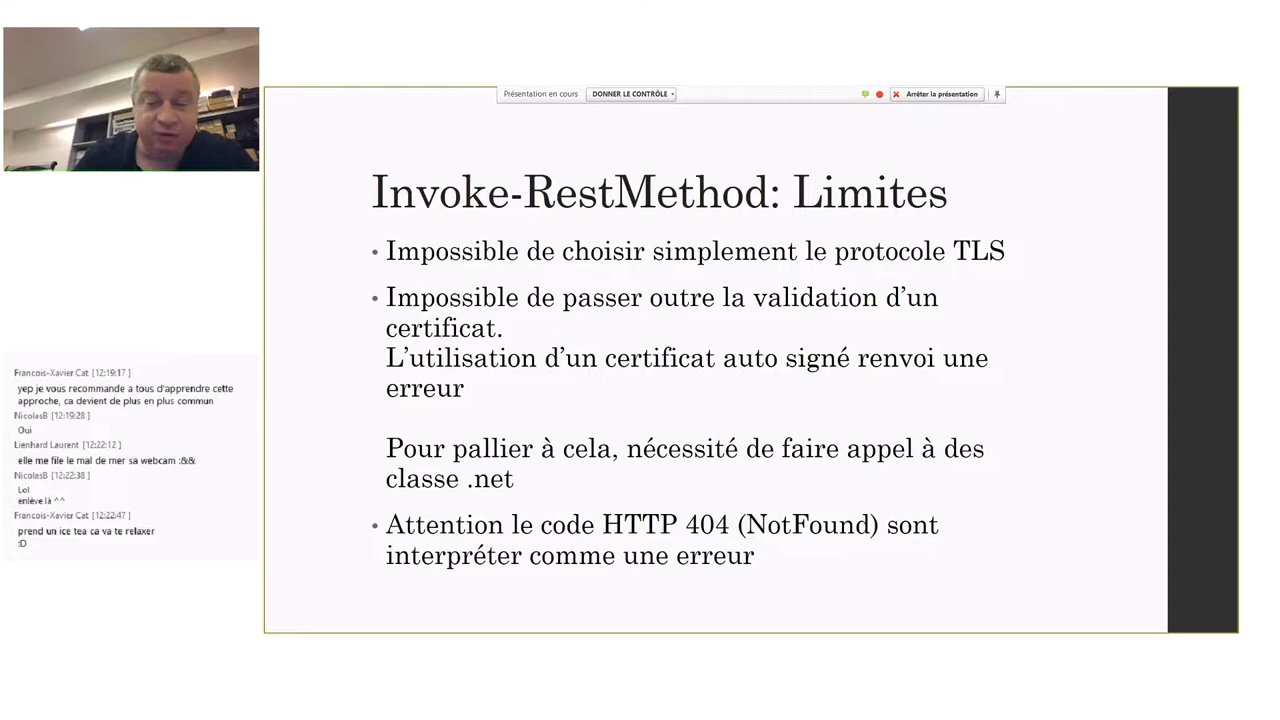 Présentation en cours
DONNER LE CONTRÔLE
Arrêter la présentation
Invoke-RestMethod: Limites
• Impossible de choisir simplement le protocole TLS
• Impossible de passer outre la validation d’un
certificat.
L’utilisation d’un certificat auto signé renvoi une
erreur
Pour pallier à cela, nécessité de faire appel à des
classe .net
• Attention le code HTTP 404 (NotFound) sont
interpréter comme une erreur
Francois-Xavier Cat [12:19:17 ]
yep je vous recommande a tous d'apprendre cette
approche, ca devient de plus en plus commun
NicolasB [12:19:28 ]
Oui
Lienhard Laurent [12:22:12 ]
elle me file le mal de mer sa webcam :&&
NicolasB [12:22:38 ]
Lol
enlève là ^^
Francois-Xavier Cat [12:22:47 ]
prend un ice tea ca va te relaxer
:D